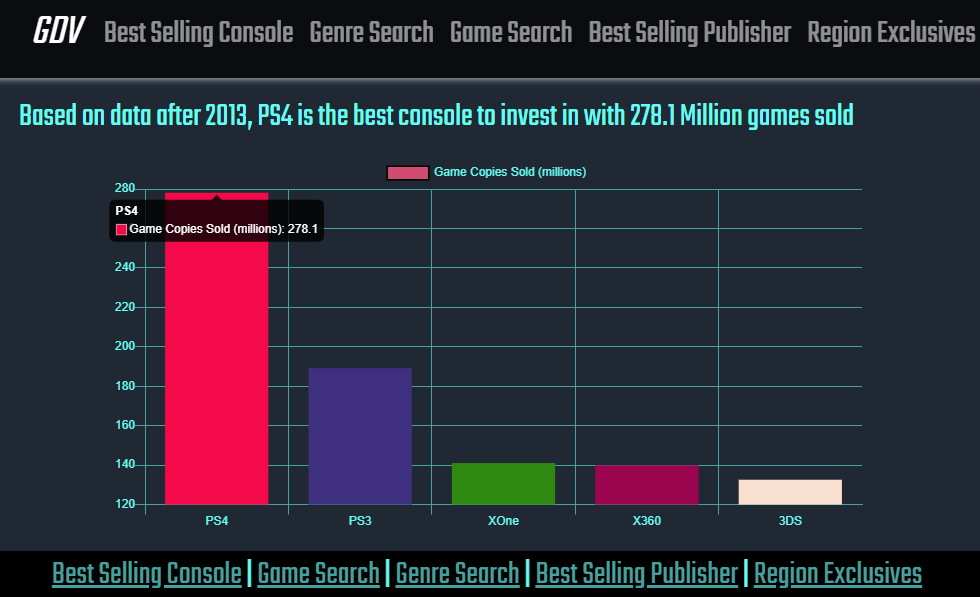 GDV Best Selling Console Genre Search Game Search Best Selling Publisher Region Exclusives
Based on data after 2013, PS4 is the best console to invest in with 278.1 Million games sold
Game Copies Sold (millions)
280
PS4
Game Copies Sold (millions): 278.1
240
220
200
180
160
140
120
PS4 PS3 XOne X360 3DS
Best Selling Console | Game Search | Genre Search | Best Selling Publisher | Region Exclusives